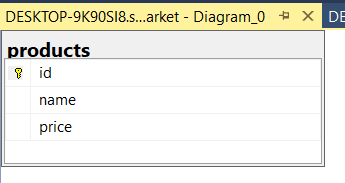 DESKTOP-9K90SI8.s...arket - Diagram_0
DE
products
id
name
price